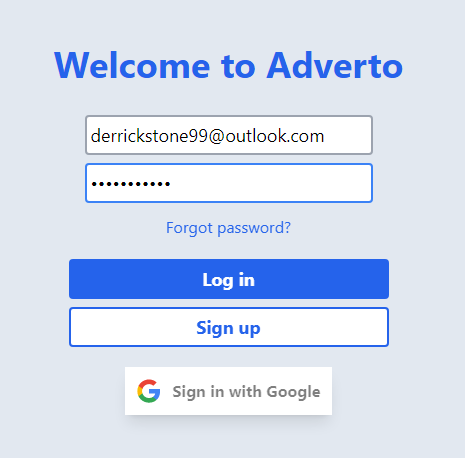 Welcome to Adverto
derrickstone99@outlook.com
•••••••••••
Forgot password?
Log in
Sign up
Sign in with Google